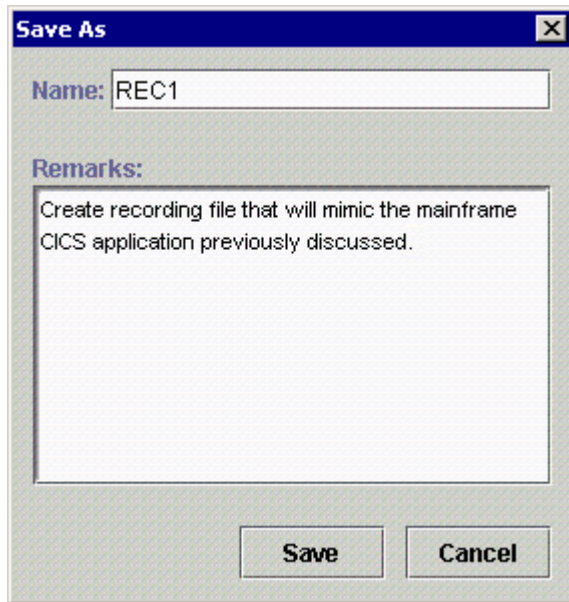 Save As
Name: REC1
Remarks:
Create recording file that will mimic the mainframe
CICS application previously discussed.
Save Cancel